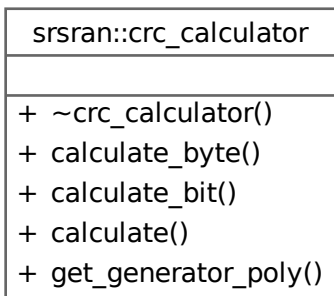 srsran::crc_calculator
+ ~crc_calculator()
+ calculate_byte()
+ calculate_bit()
+ calculate()
+ get_generator_poly()